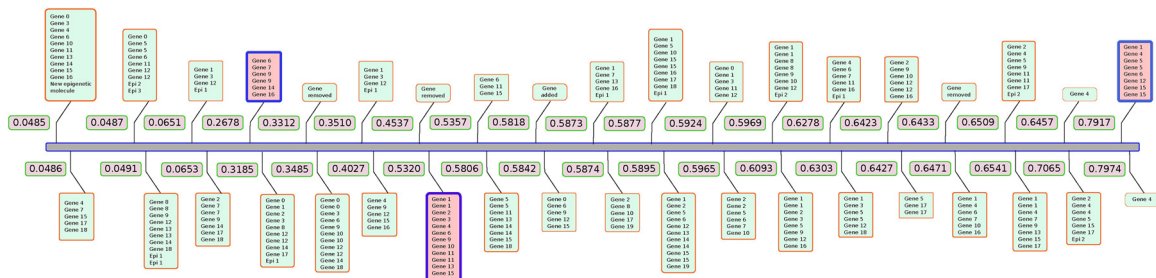 Gene 0
Gene 3
Gene 4
Gene 6
Gene 10
Gene 11
Gene 13
Gene 14
Gene 15
Gene 16
New epigenetic
molecule
Gene 0
Gene 5
Gene 5
Gene 6
Gene 11
Gene 12
Gene 12
Epi 2
Epi 3
Gene 1
Gene 3
Gene 12
Epi 1
Gene 6
Gene 7
Gene 9
Gene 9
Gene 14
Gene 16
Gene
removed
Gene 1
Gene 3
Gene 12
Epi 1
Gene
removed
Gene 6
Gene 11
Gene 15
Gene
added
Gene 1
Gene 7
Gene 13
Gene 16
Epi 1
Gene 1
Gene 5
Gene 10
Gene 15
Gene 15
Gene 16
Gene 17
Gene 18
Epi 1
Gene 0
Gene 1
Gene 3
Gene 11
Gene 12
Gene 1
Gene 1
Gene 8
Gene 8
Gene 9
Gene 10
Gene 12
Epi 2
Gene 4
Gene 6
Gene 7
Gene 11
Gene 16
Epi 1
Gene 2
Gene 9
Gene 10
Gene 12
Gene 12
Gene 16
Gene
removed
Gene 2
Gene 4
Gene 5
Gene 9
Gene 11
Gene 11
Gene 17
Epi 2
Gene 4
Gene 1
Gene 4
Gene 5
Gene 5
Gene 6
Gene 12
Gene 15
Gene 15
0.0485
0.0487
0.0651
0.2678
0.3312
0.3510
0.4537
0.5357
0.5818
0.5873
0.5877
0.5924
0.5969
0.6278
0.6423
0.6433
0.6509
0.6457
0.7917
0.0486
0.0491
0.0653
0.3185
0.3485
0.4027
0.5320
0.5806
0.5842
0.5874
0.5895
0.5965
0.6093
0.6303
0.6427
0.6471
0.6541
0.7065
0.7974
Gene 4
Gene 7
Gene 15
Gene 17
Gene 18
Gene 9
Gene 12
Gene 13
Gene 13
Gene 14
Gene 18
Epi 1
Epi 1
Gene 2
Gene 7
Gene 7
Gene 9
Gene 14
Gene 17
Gene 18
Gene 0
Gene 1
Gene 2
Gene 3
Gene 8
Gene 12
Gene 12
Gene 14
Gene 17
Epi 1
Gene 0
Gene 0
Gene 3
Gene 6
Gene 9
Gene 10
Gene 10
Gene 12
Gene 12
Gene 14
Gene 18
Gene 4
Gene 9
Gene 12
Gene 15
Gene 16
Gene 1
Gene 1
Gene 2
Gene 3
Gene 4
Gene 6
Gene 9
Gene 10
Gene 11
Gene 11
Gene 13
Gene 15
Gene 5
Gene 11
Gene 13
Gene 14
Gene 14
Gene 15
Gene 18
Gene 0
Gene 6
Gene 9
Gene 12
Gene 15
Gene 2
Gene 8
Gene 10
Gene 17
Gene 19
Gene 1
Gene 2
Gene 5
Gene 6
Gene 12
Gene 10
Gene 14
Gene 15
Gene 15
Gene 19
Gene 2
Gene 2
Gene 5
Gene 6
Gene 7
Gene 10
Gene 1
Gene 1
Gene 2
Gene 3
Gene 5
Gene 9
Gene 12
Gene 16
Gene 1
Gene 3
Gene 5
Gene 5
Gene 12
Gene 18
Gene 5
Gene 17
Gene 17
Gene 1
Gene 4
Gene 6
Gene 7
Gene 10
Gene 16
Gene 1
Gene 4
Gene 4
Gene 7
Gene 9
Gene 13
Gene 15
Gene 17
Gene 2
Gene 4
Gene 4
Gene 5
Gene 15
Gene 17
Epi 2
Gene 4